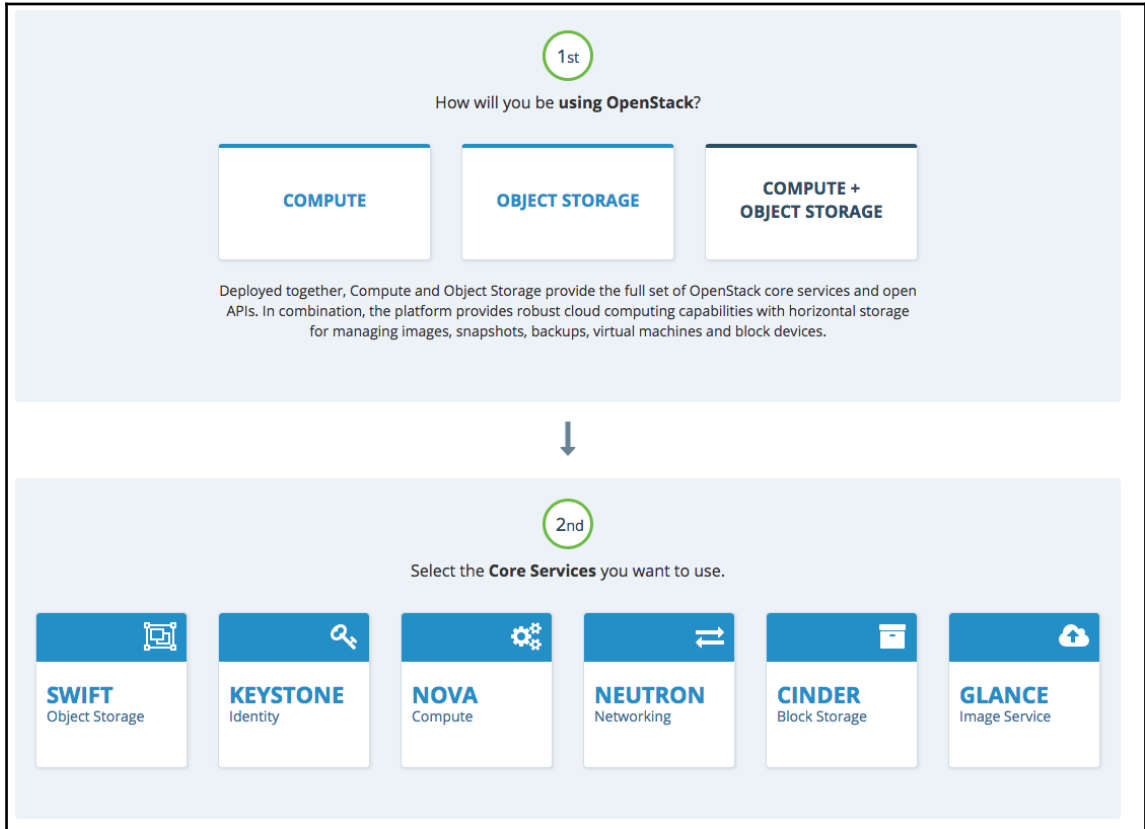 1st
How will you be using OpenStack?
COMPUTE
OBJECT STORAGE
COMPUTE +
OBJECT STORAGE
Deployed together, Compute and Object Storage provide the full set of OpenStack core services and open
APIs. In combination, the platform provides robust cloud computing capabilities with horizontal storage
for managing images, snapshots, backups, virtual machines and block devices.
2nd
Select the Core Services you want to use.
SWIFT
Object Storage
KEYSTONE
Identity
NOVA
Compute
NEUTRON
Networking
CINDER
Block Storage
GLANCE
Image Service